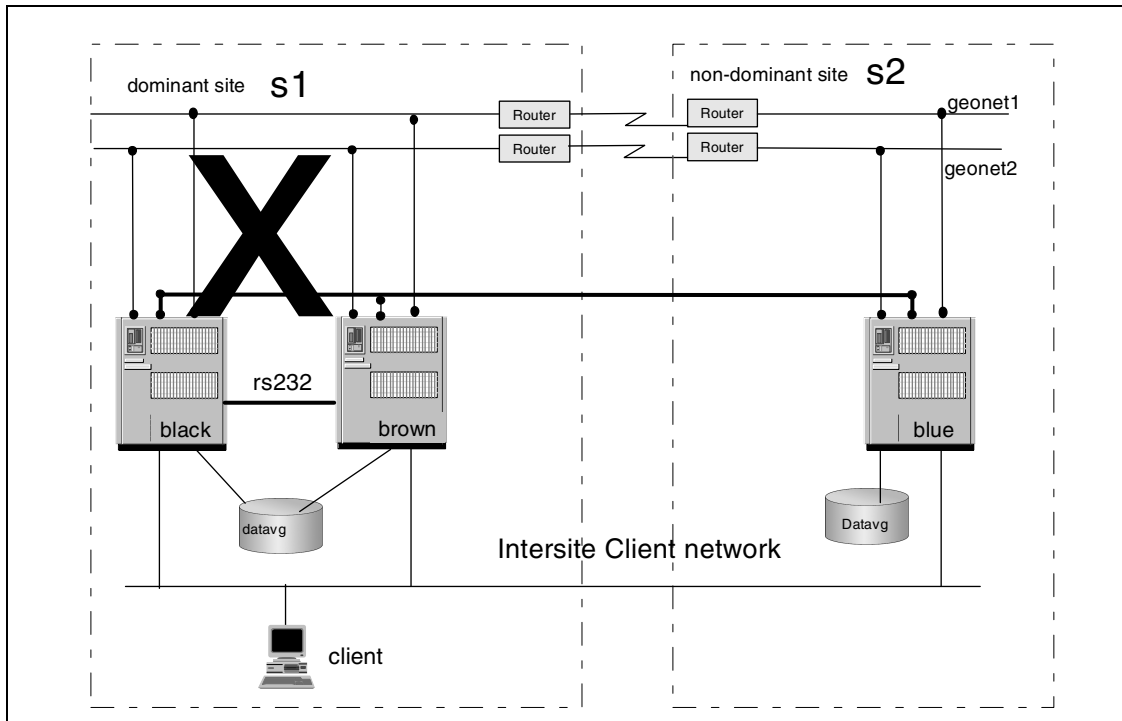 dominant site s1
non-dominant site s2
Router
Router
geonet1
Router
Router
geonet2
rs232
black
brown
blue
datavg
Datavg
Intersite Client network
client